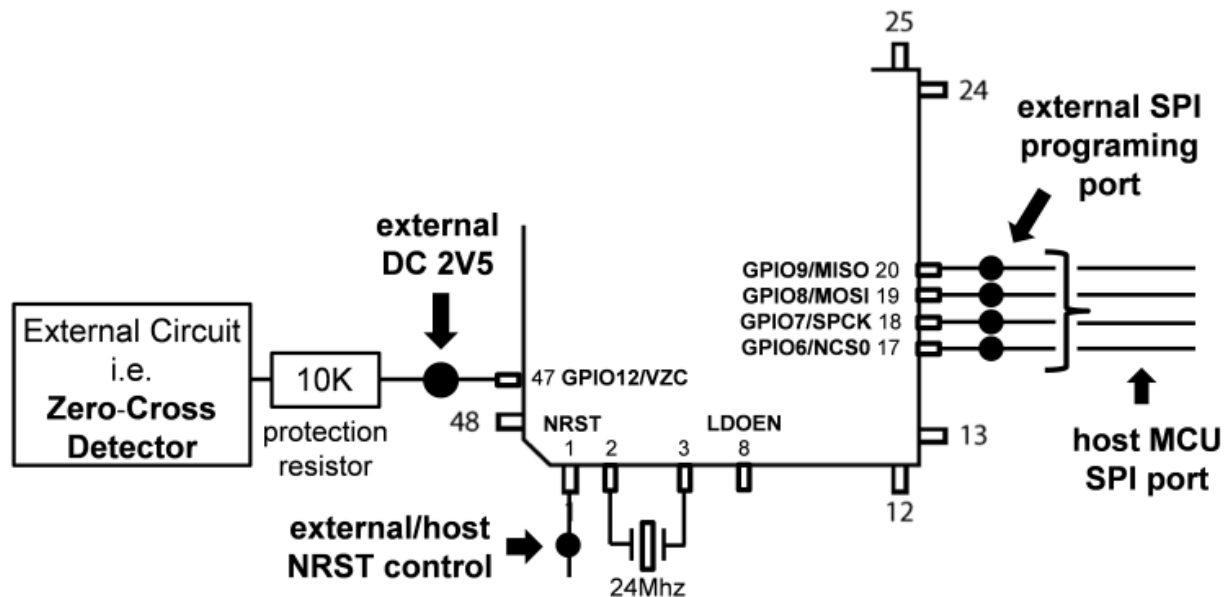 25
24
external SPI
programing
port
external
DC 2V5
GPIO9/MISO 20
GPIO8/MOSI 19
GPIO7/SPCK 18
GPIO6/NCS0 17
External Circuit
i.e.
Zero-Cross
Detector
10K
protection
resistor
47 GPIO12/VZC
48
NRST
LDOEN
1 2 3 8
13
host MCU
SPI port
12
1
external/host
NRST control
24Mhz